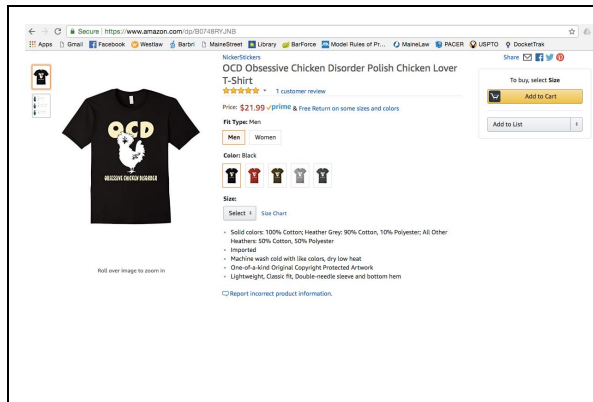 Secure https://www.amazon.com/dp/B0748RYJNB
Apps Gmail Facebook Westlaw Barbri MaineStreet Library BarForce Model Rules of Pr... MaineLaw PACER USPTO DocketTrak
NickerStickers
Share
OCD Obsessive Chicken Disorder Polish Chicken Lover
T-Shirt
1 customer review
Price: $21.99 prime & Free Return on some sizes and colors
Fit Type: Men
Men Women
Color: Black
Size:
Select Size Chart
Solid colors: 100% Cotton; Heather Grey: 90% Cotton, 10% Polyester; All Other
Heathers: 50% Cotton, 50% Polyester
Imported
Machine wash cold with like colors, dry low heat
One-of-a-kind Original Copyright Protected Artwork
Lightweight, Classic fit, Double-needle sleeve and bottom hem
Report incorrect product information.
To buy, select Size
Add to Cart
Add to List
OCD
OBSESSIVE CHICKEN DISORDER
Roll over image to zoom in